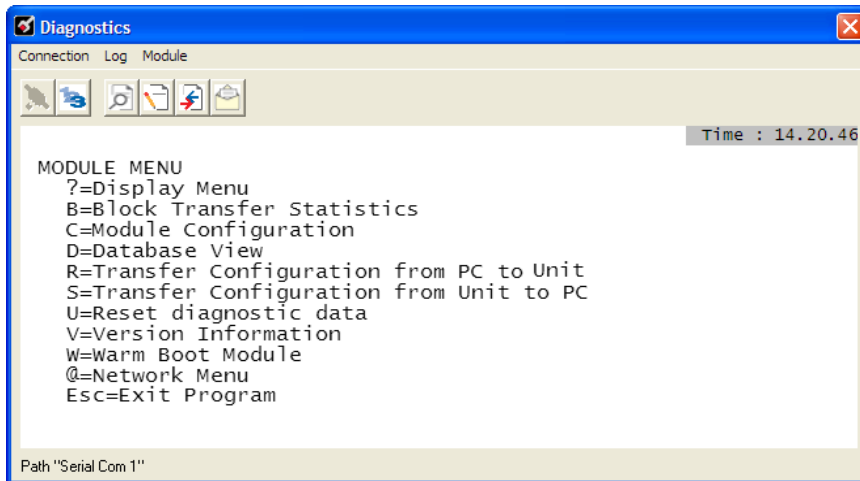 Diagnostics
Connection Log Module
Time : 14.20.46
MODULE MENU
?=Display Menu
B=Block Transfer Statistics
C=Module Configuration
D=Database View
R=Transfer Configuration from PC to Unit
S=Transfer Configuration from Unit to PC
U=Reset diagnostic data
V=Version Information
W=Warm Boot Module
@=Network Menu
Esc=Exit Program
Path "Serial Com 1"